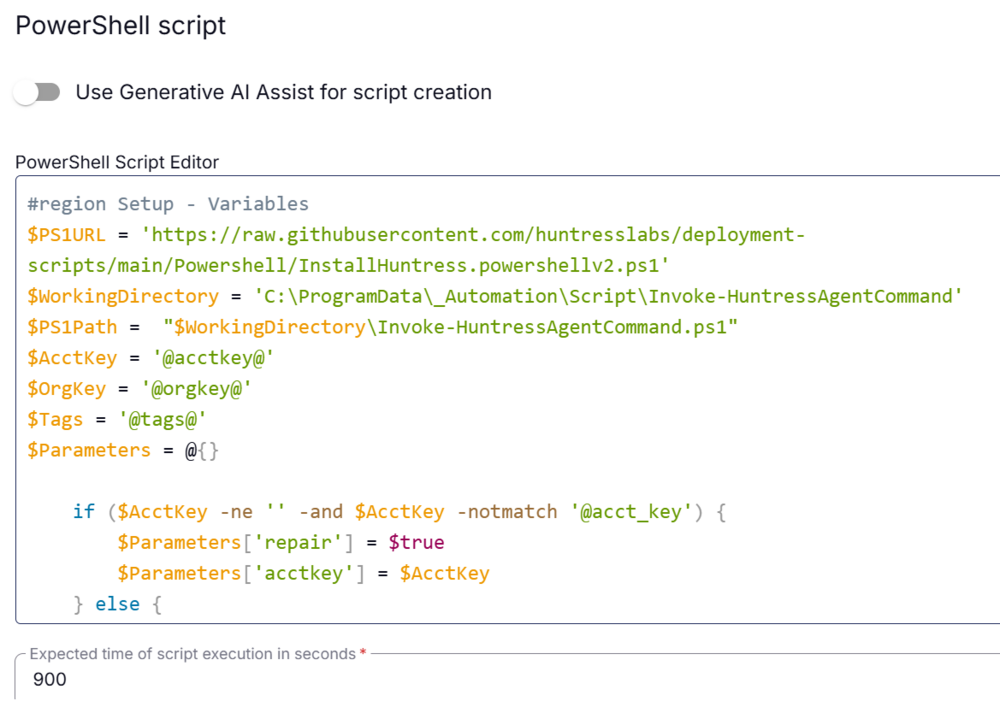 PowerShell script
Use Generative AI Assist for script creation
PowerShell Script Editor
#region Setup - Variables
$PS1URL = 'https://raw.githubusercontent.com/huntresslabs/deployment-
scripts/main/Powershell/InstallHuntress.powershellv2.ps1'
$WorkingDirectory = 'C:\ProgramData\_Automation\Script\Invoke-HuntressAgentCommand'
$PS1Path =  "$WorkingDirectory\Invoke-HuntressAgentCommand.ps1"
$AcctKey = '@acctkey@'
$OrgKey = '@orgkey@'
$Tags = '@tags@'
$Parameters = @{}
    if ($AcctKey -ne '' -and $AcctKey -notmatch '@acct_key') {
        $Parameters['repair'] = $true
        $Parameters['acctkey'] = $AcctKey
    } else {
Expected time of script execution in seconds *
900